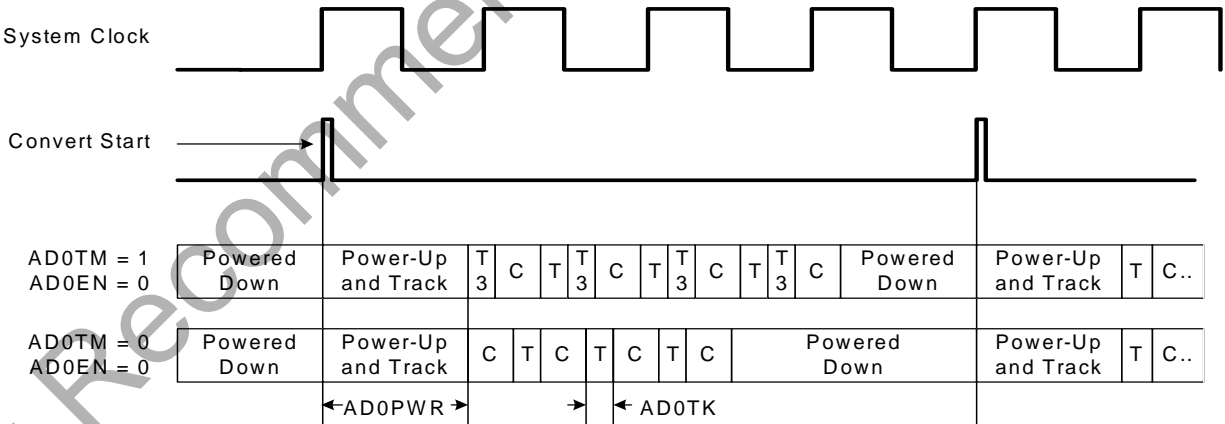 System Clock
Convert Start
AD0TM = 1
AD0EN = 0
Powered
Down
Power-Up
and Track
T
3
C
T
T
3
C
T
T
3
C
T
T
3
C
Powered
Down
Power-Up
and Track
T
C..
AD0TM = 0
AD0EN = 0
Powered
Down
Power-Up
and Track
C
T
C
T
C
T
C
Powered
Down
Power-Up
and Track
T
C..
AD0PWR
AD0TK
Recomme